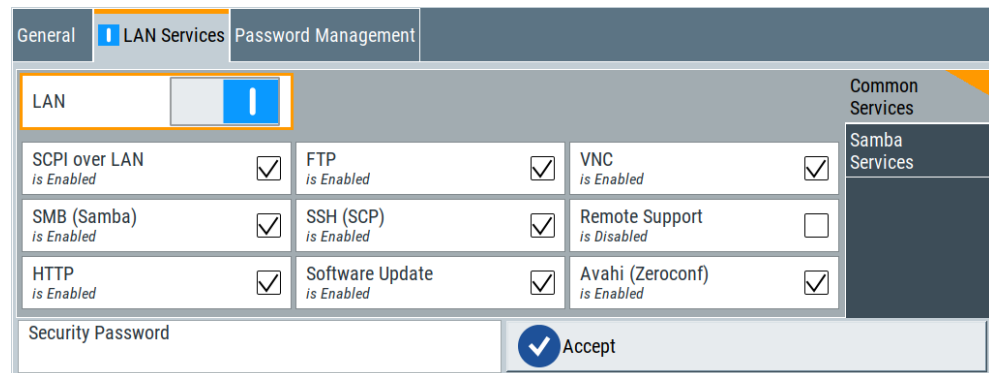 General
LAN Services
Password Management
LAN
Common
Services
Samba
Services
SCPI over LAN
is Enabled
FTP
is Enabled
VNC
is Enabled
SMB (Samba)
is Enabled
SSH (SCP)
is Enabled
Remote Support
is Disabled
HTTP
is Enabled
Software Update
is Enabled
Avahi (Zeroconf)
is Enabled
Security Password
Accept